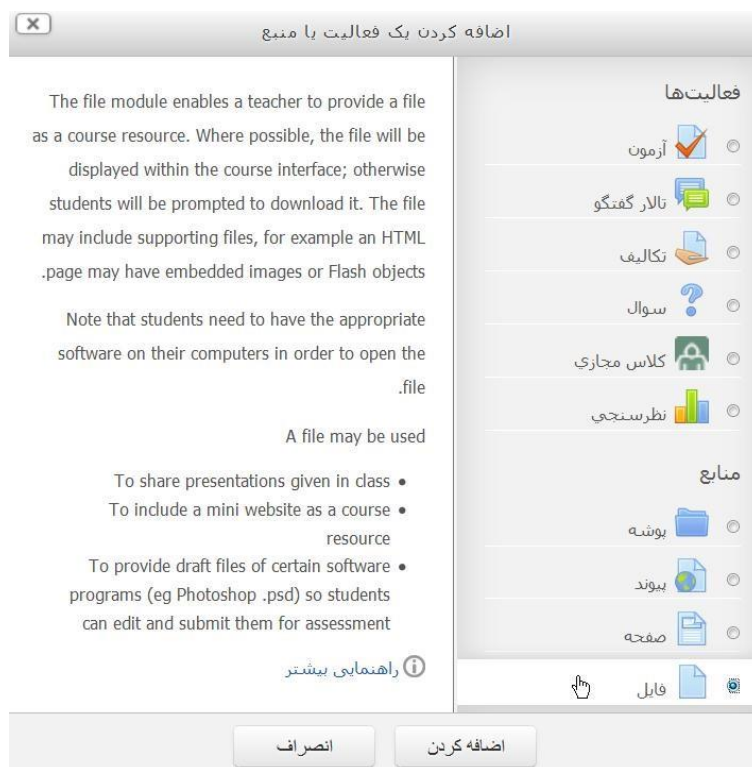 اضافه کردن یک فعالیت یا منبع
فعالیت‌ها
آزمون
تالار گفتگو
تکالیف
سوال
كلاس مجازي
نظرسنجي
منابع
پوشه
پیوند
صفحه
فایل
The file module enables a teacher to provide a file
as a course resource. Where possible, the file will be
displayed within the course interface; otherwise
students will be prompted to download it. The file
may include supporting files, for example an HTML
.page may have embedded images or Flash objects
Note that students need to have the appropriate
software on their computers in order to open the
.file
A file may be used
To share presentations given in class •
To include a mini website as a course •
resource
To provide draft files of certain software •
programs (eg Photoshop .psd) so students
can edit and submit them for assessment
راهنمایی بیشتر
اضافه کردن
انصراف